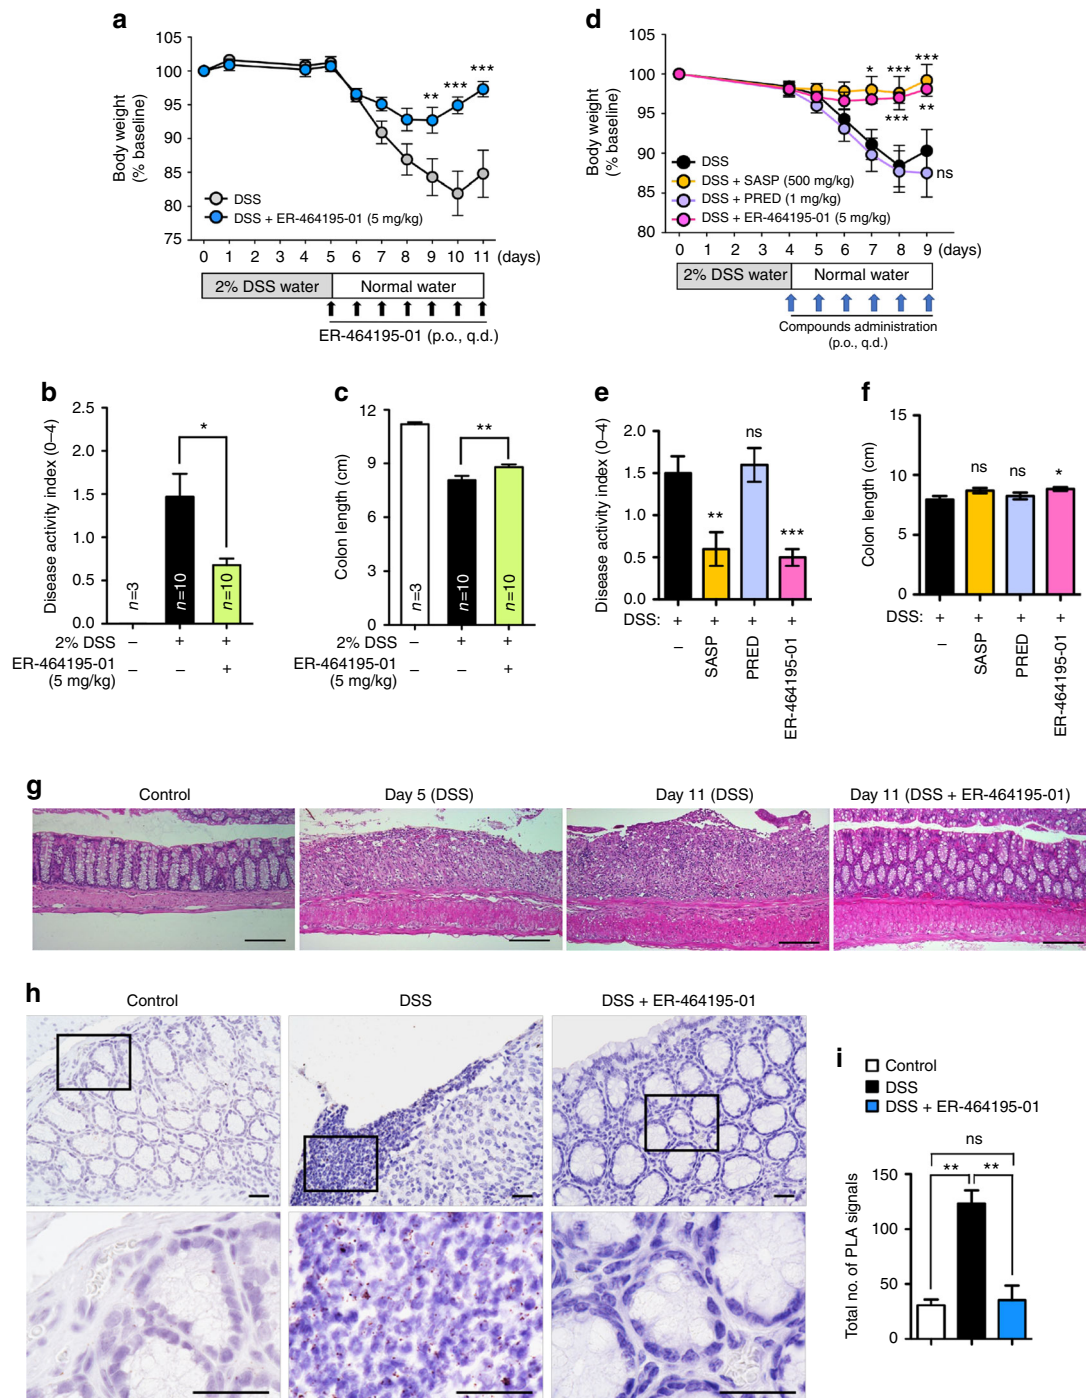 a
105
100
95
90
85
80
75
Body weight
(% baseline)
** *** ***
DSS
DSS + ER-464195-01 (5 mg/kg)
0 1 2 3 4 5 6 7 8 9 10 11 (days)
2% DSS water
Normal water
ER-464195-01 (p.o., q.d.)
d
105
100
95
90
85
80
Body weight
(% baseline)
* *** ***
**
***
ns
DSS
DSS + SASP (500 mg/kg)
DSS + PRED (1 mg/kg)
DSS + ER-464195-01 (5 mg/kg)
0 1 2 3 4 5 6 7 8 9 (days)
2% DSS water
Normal water
Compounds administration
(p.o., q.d.)
b
Disease activity index (0–4)
2.5
2.0
1.5
1.0
0.5
0.0
*
n=3
n=10
n=10
2% DSS – + +
ER-464195-01 – – +
(5 mg/kg)
c
Colon length (cm)
12
9
6
3
0
**
n=3
n=10
n=10
2% DSS – + +
ER-464195-01 – – +
(5 mg/kg)
e
Disease activity index (0–4)
2.0
1.5
1.0
0.5
0.0
**
ns
***
DSS: + + + +
–
SASP
PRED
ER-464195-01
f
Colon length (cm)
15
10
5
0
ns
ns
*
DSS: + + + +
–
SASP
PRED
ER-464195-01
g
Control
Day 5 (DSS)
Day 11 (DSS)
Day 11 (DSS + ER-464195-01)
h
Control
DSS
DSS + ER-464195-01
i
Control
DSS
DSS + ER-464195-01
ns
** **
Total no. of PLA signals
150
100
50
0